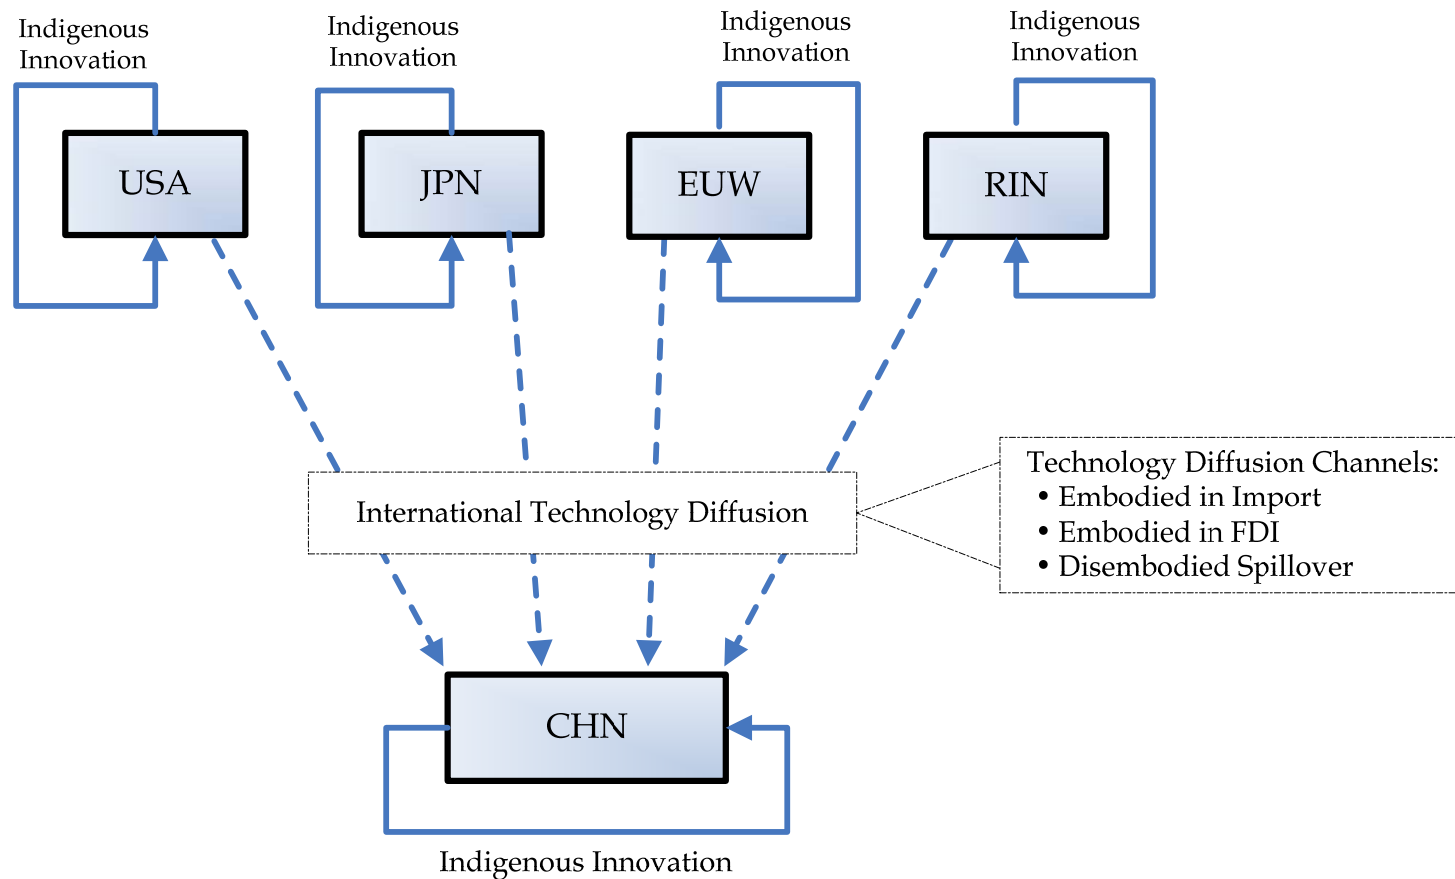 Indigenous
Innovation
Indigenous
Innovation
Indigenous
Innovation
Indigenous
Innovation
USA
JPN
EUW
RIN
International Technology Diffusion
Technology Diffusion Channels:
• Embodied in Import
• Embodied in FDI
• Disembodied Spillover
CHN
Indigenous Innovation